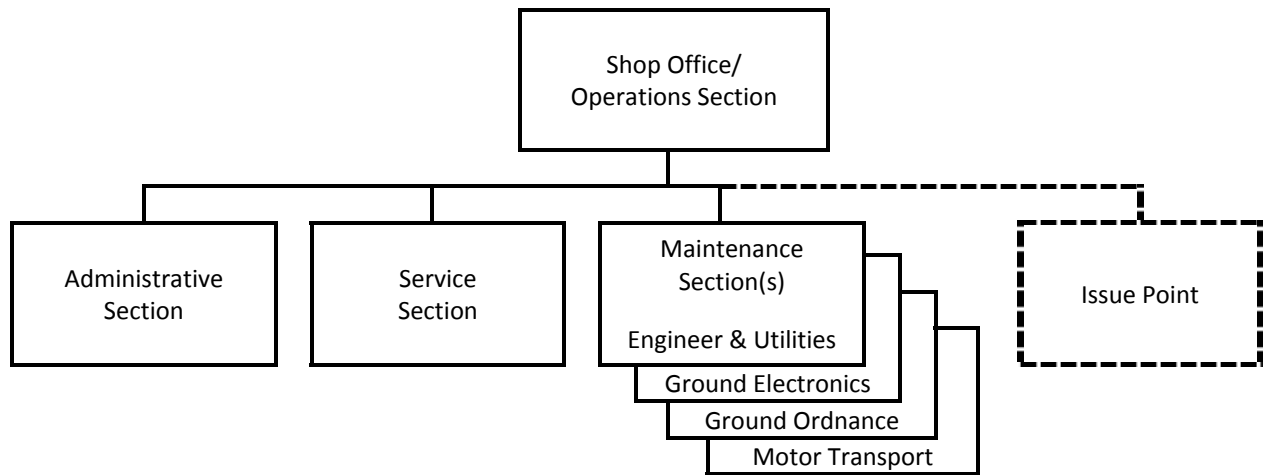 Shop Office/
Operations Section
Administrative
Section
Service
Section
Maintenance
Section(s)
Engineer & Utilities
Ground Electronics
Ground Ordnance
Motor Transport
Issue Point